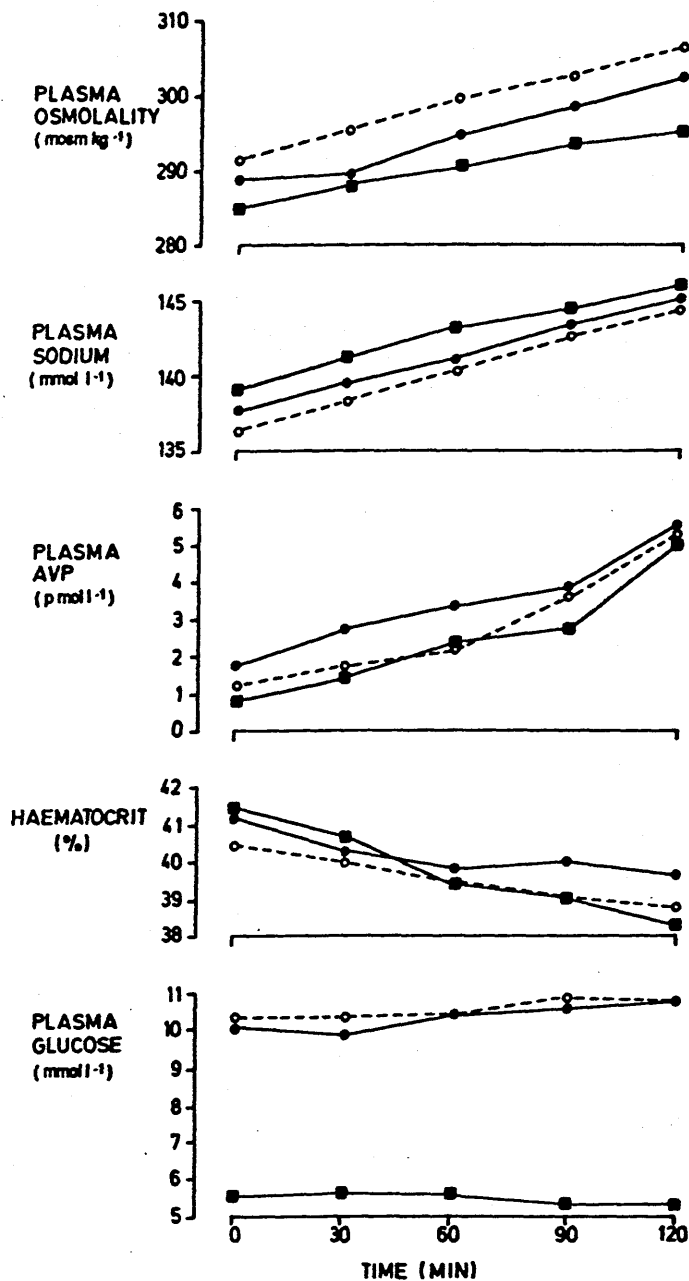 310
300
290
280
PLASMA
OSMOLALITY
(mosm kg⁻¹)
145
140
135
PLASMA
SODIUM
(mmol l⁻¹)
6
5
4
3
2
1
0
PLASMA
AVP
(pmol l⁻¹)
42
41
40
39
38
HAEMATOCRIT
(%)
11
10
9
8
7
6
5
PLASMA
GLUCOSE
(mmol l⁻¹)
0 30 60 90 120
TIME (MIN)